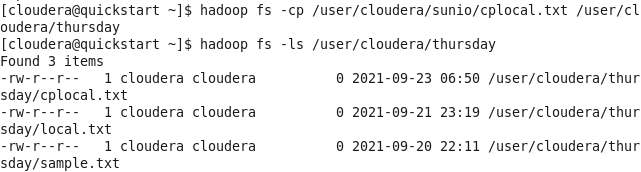 [cloudera@quickstart ~]$ hadoop fs -cp /user/cloudera/sunio/cplocal.txt /user/cl
oudera/thursday
[cloudera@quickstart ~]$ hadoop fs -ls /user/cloudera/thursday
Found 3 items
-rw-r--r--   1 cloudera cloudera          0 2021-09-23 06:50 /user/cloudera/thur
sday/cplocal.txt
-rw-r--r--   1 cloudera cloudera          0 2021-09-21 23:19 /user/cloudera/thur
sday/local.txt
-rw-r--r--   1 cloudera cloudera          0 2021-09-20 22:11 /user/cloudera/thur
sday/sample.txt